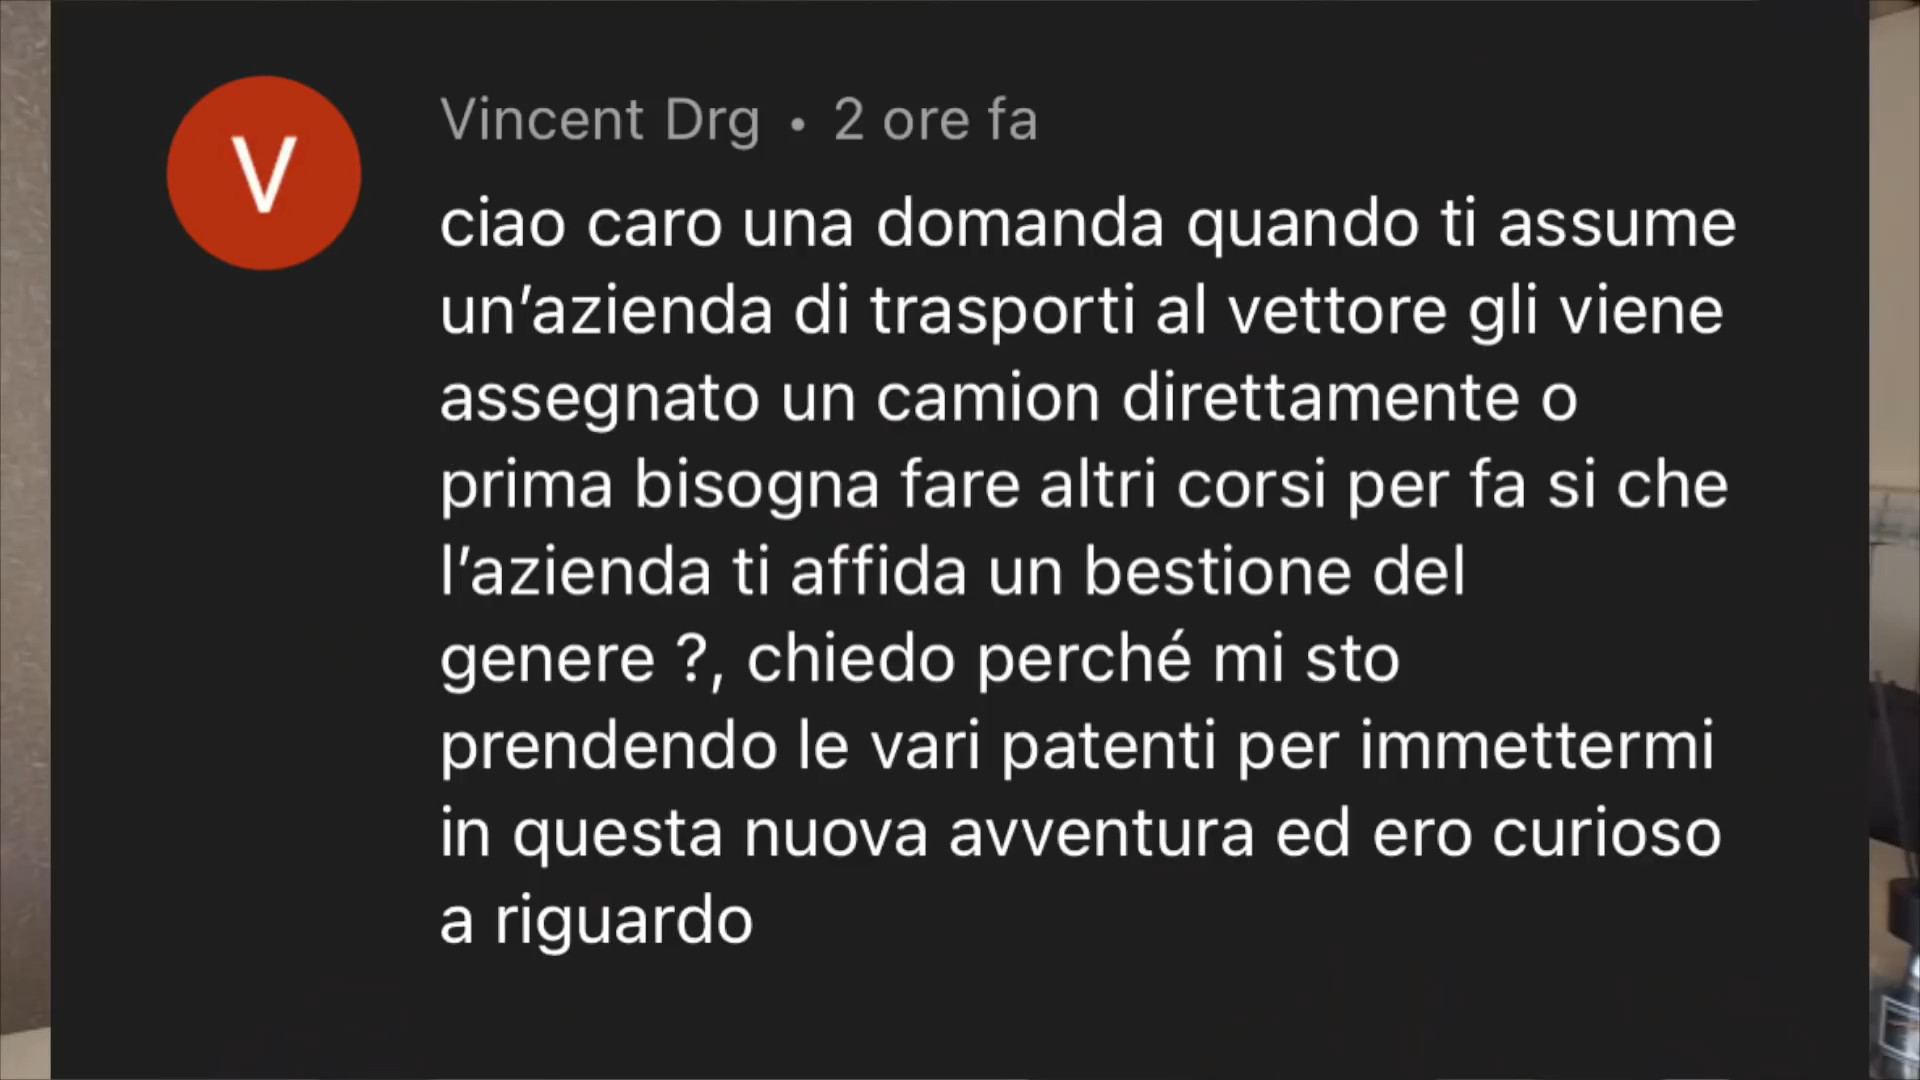 V
Vincent Drg • 2 ore fa
ciao caro una domanda quando ti assume
un’azienda di trasporti al vettore gli viene
assegnato un camion direttamente o
prima bisogna fare altri corsi per fa si che
l’azienda ti affida un bestione del
genere ?, chiedo perché mi sto
prendendo le vari patenti per immettermi
in questa nuova avventura ed ero curioso
a riguardo